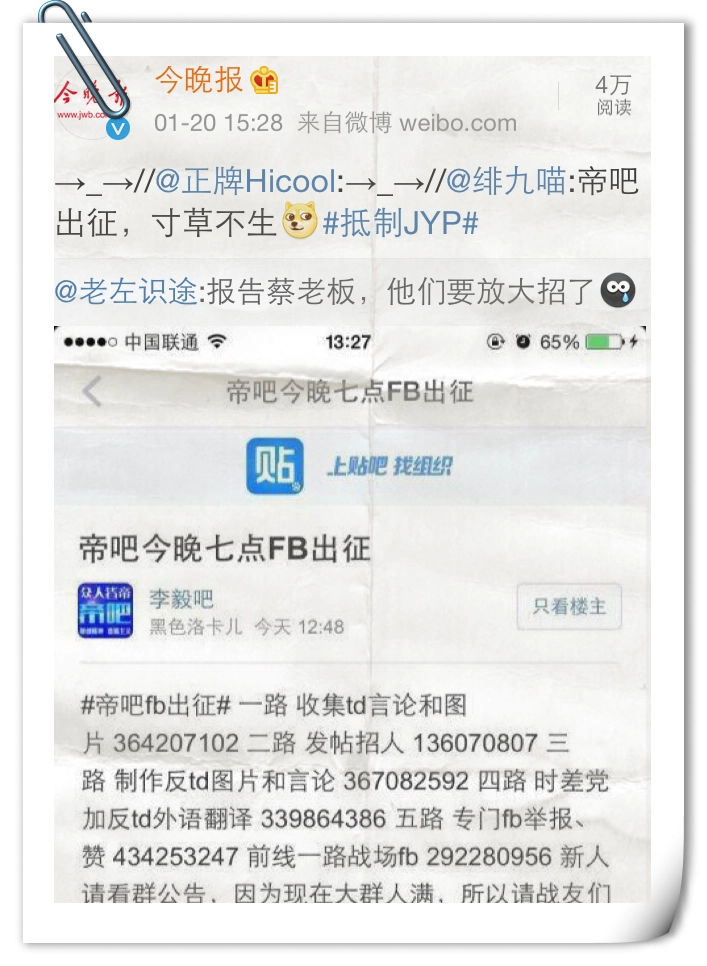 今晚报
www.jwb.co
今晚报
4万
阅读
01-20 15:28 来自微博 weibo.com
→_→//@正牌Hicool:→_→//@绯九喵:帝吧
出征，寸草不生#抵制JYP#
@老左识途:报告蔡老板，他们要放大招了
中国联通 13:27 65%
帝吧今晚七点FB出征
贴 上贴吧 找组织
帝吧今晚七点FB出征
众人挡帝
帝吧
李毅吧
黑色洛卡儿 今天 12:48
只看楼主
#帝吧fb出征# 一路 收集td言论和图
片 364207102 二路 发帖招人 136070807 三
路 制作反td图片和言论 367082592 四路 时差党
加反td外语翻译 339864386 五路 专门fb举报、
赞 434253247 前线一路战场fb 292280956 新人
请看群公告，因为现在大群人满，所以请战友们